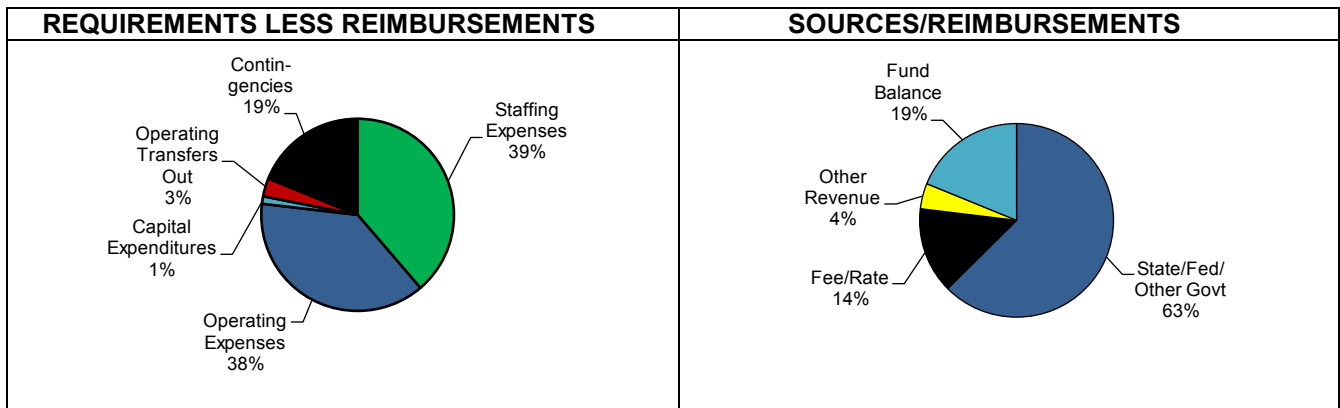 REQUIREMENTS LESS REIMBURSEMENTS
Contin-
gencies
19%
Staffing
Expenses
39%
Operating
Transfers
Out
3%
Capital
Expenditures
1%
Operating
Expenses
38%
SOURCES/REIMBURSEMENTS
Fund
Balance
19%
Other
Revenue
4%
Fee/Rate
14%
State/Fed/
Other Govt
63%